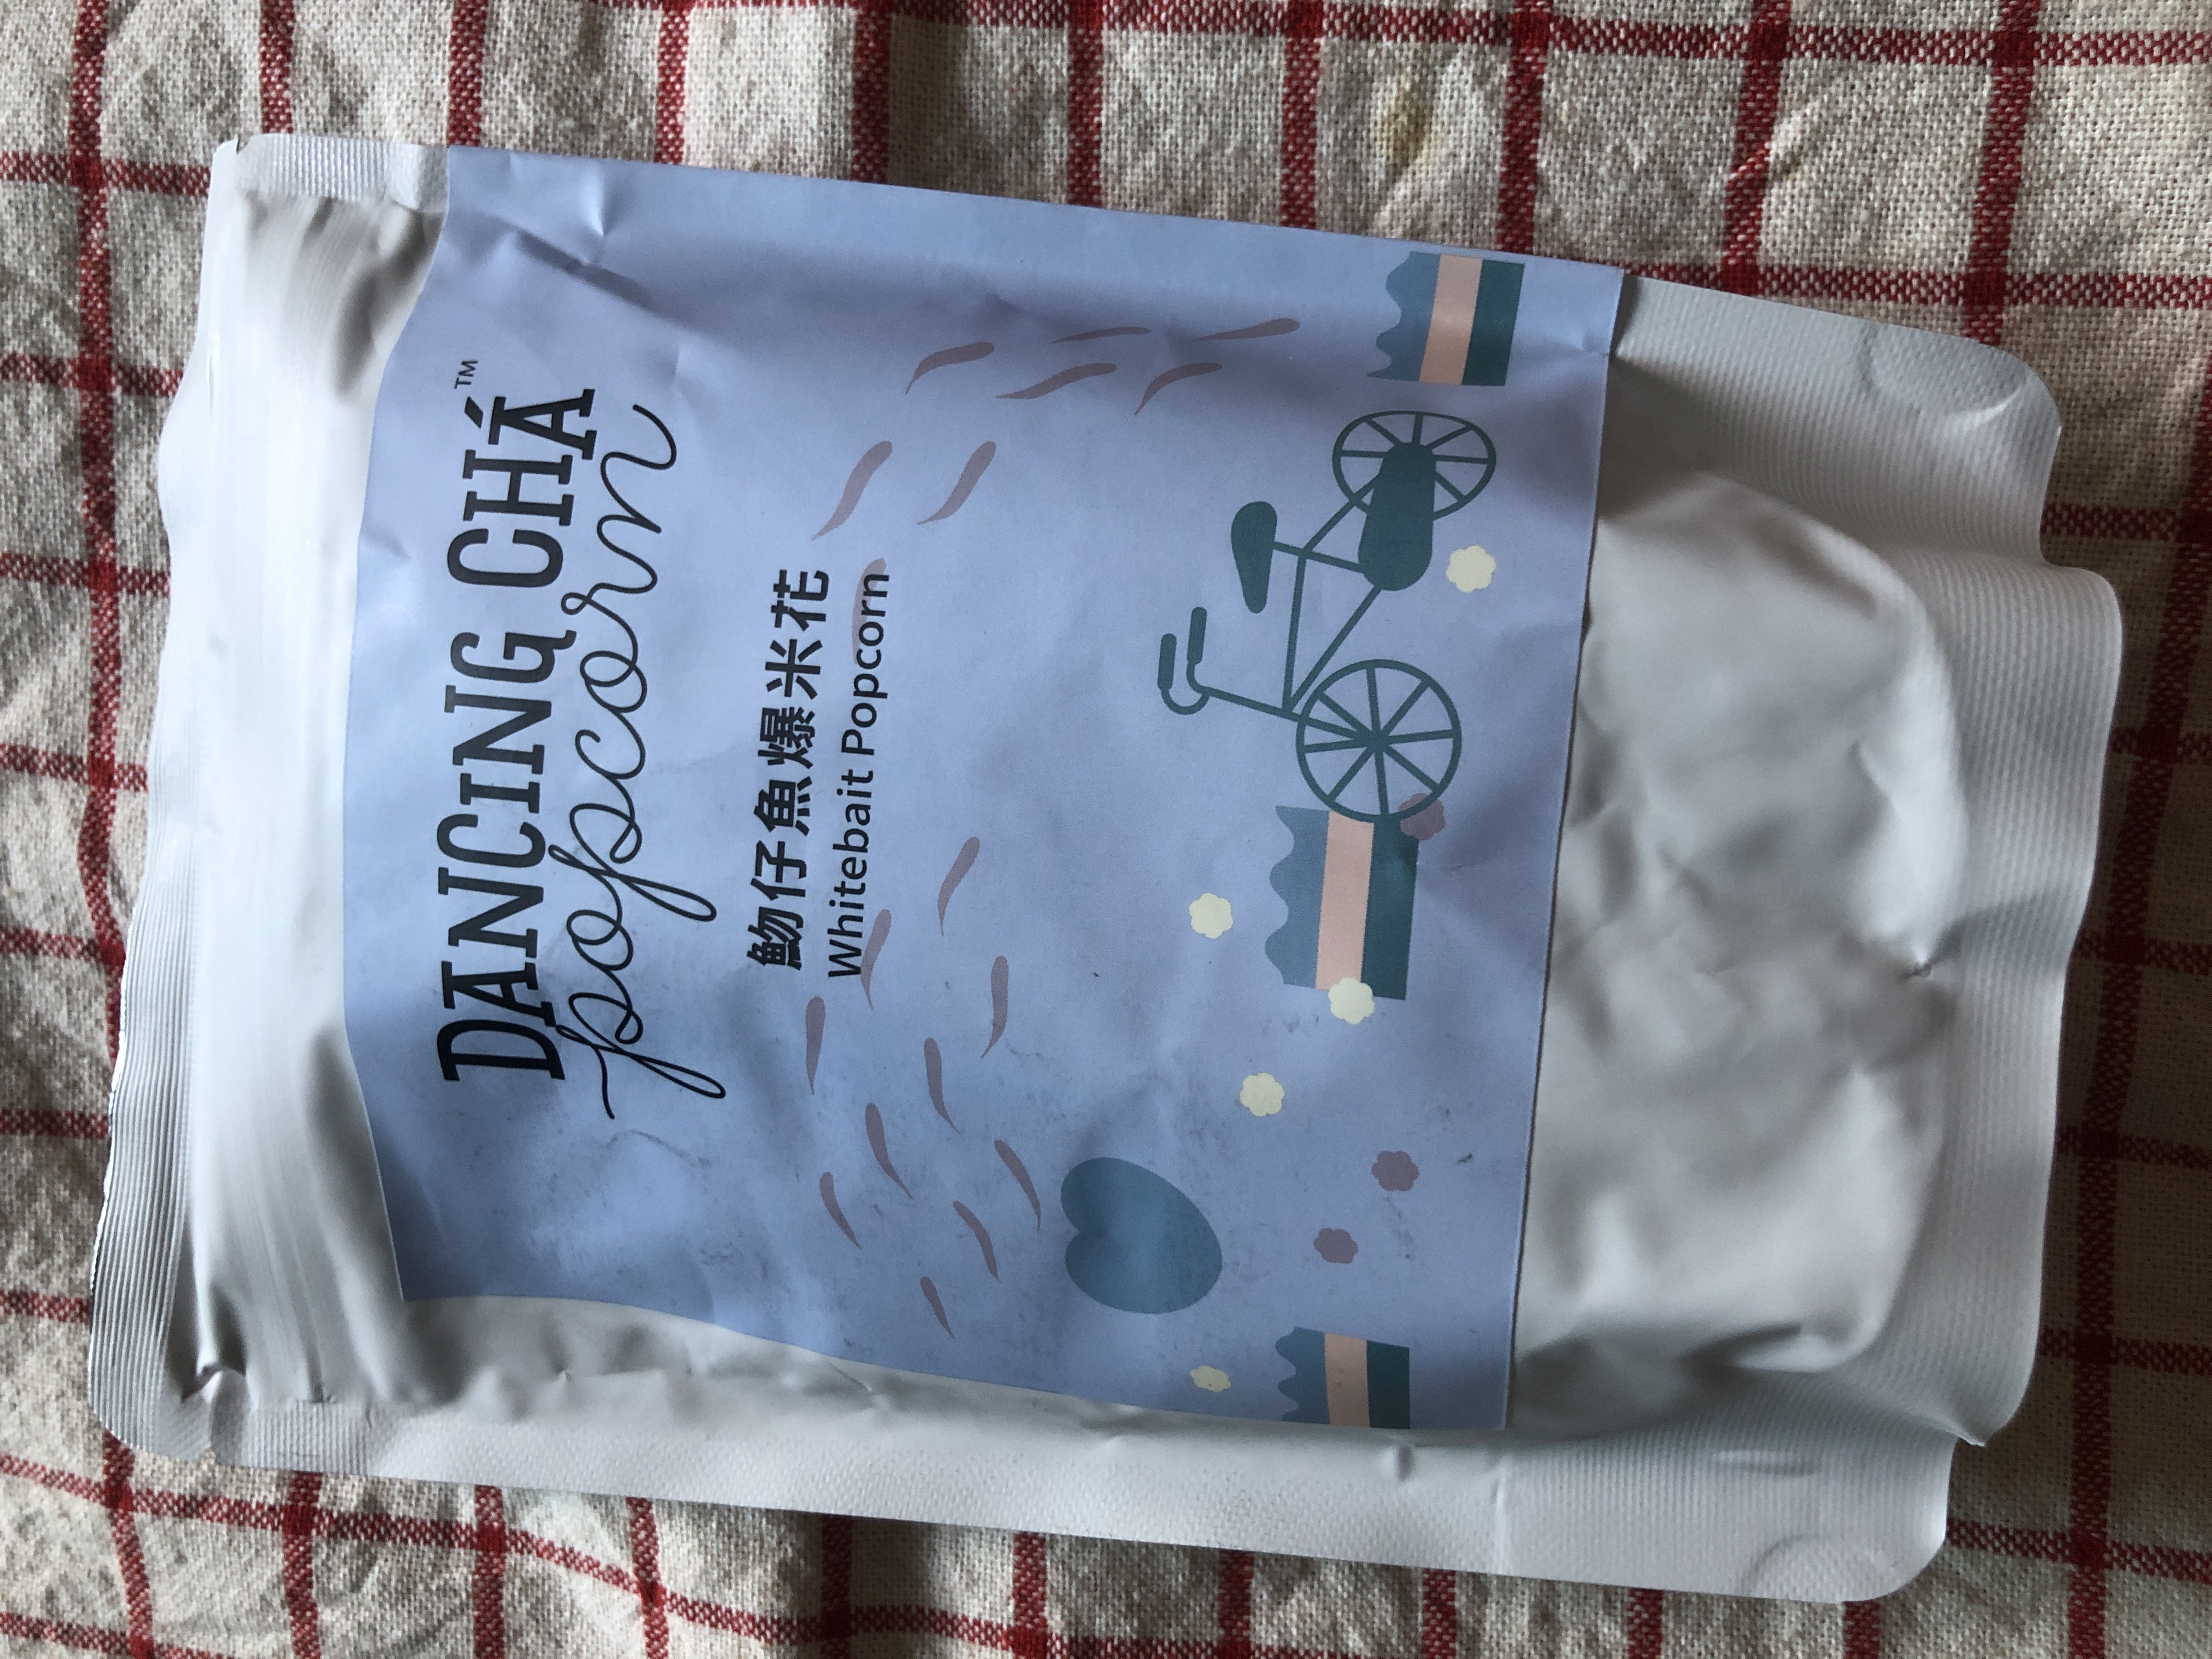 DANCING CHÁ™
popcorn
魩仔魚爆米花
Whitebait Popcorn